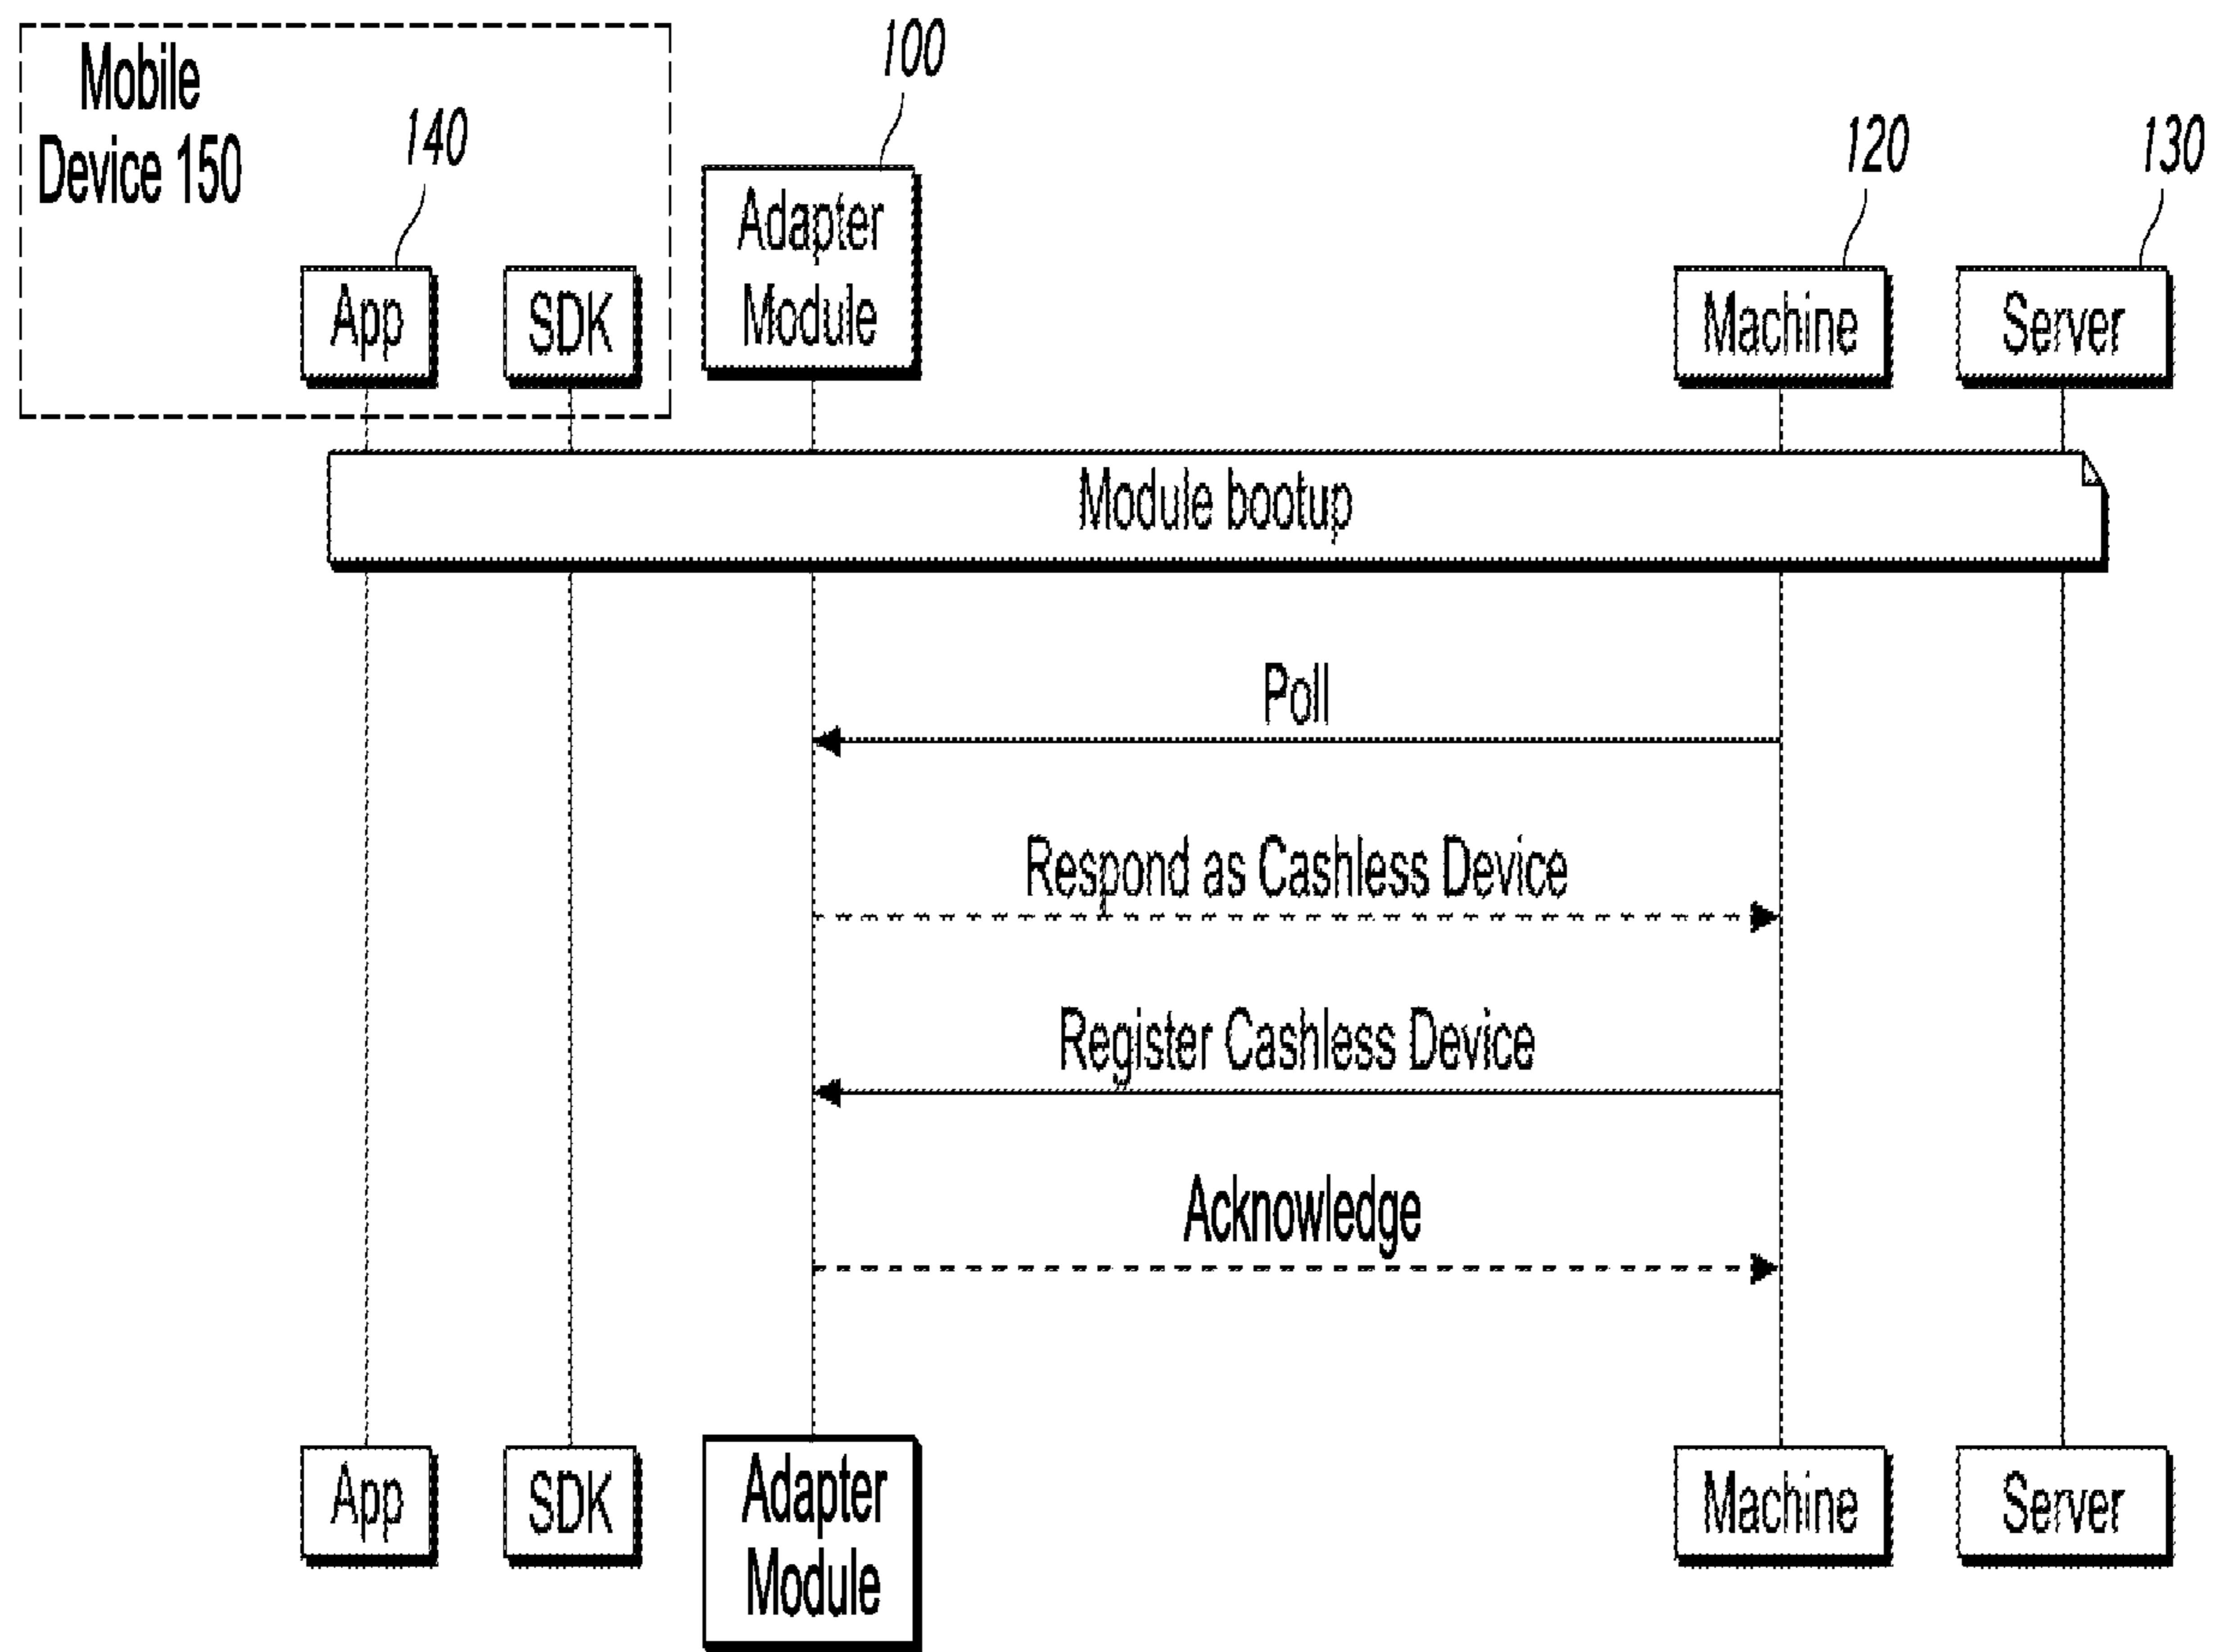 Mobile
Device 150
140
100
120
130
App
SDK
Adapter
Module
Machine
Server
Module bootup
Poll
Respond as Cashless Device
Register Cashless Device
Acknowledge
App
SDK
Adapter
Module
Machine
Server